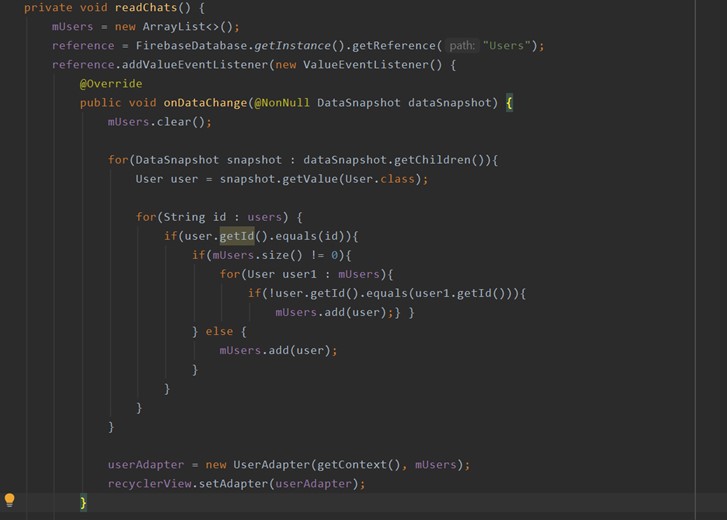 private void readChats() {
    mUsers = new ArrayList<>();
    reference = FirebaseDatabase.getInstance().getReference( path: "Users");
    reference.addValueEventListener(new ValueEventListener() {
        @Override
        public void onDataChange(@NonNull DataSnapshot dataSnapshot) {
            mUsers.clear();
            for(DataSnapshot snapshot : dataSnapshot.getChildren()){
                User user = snapshot.getValue(User.class);
                for(String id : users) {
                    if(user.getId().equals(id)){
                        if(mUsers.size() != 0){
                            for(User user1 : mUsers){
                                if(!user.getId().equals(user1.getId())){
                                    mUsers.add(user);} }
                        } else {
                            mUsers.add(user);
                        }
                    }
                }
            }
            userAdapter = new UserAdapter(getContext(), mUsers);
            recyclerView.setAdapter(userAdapter);
        }